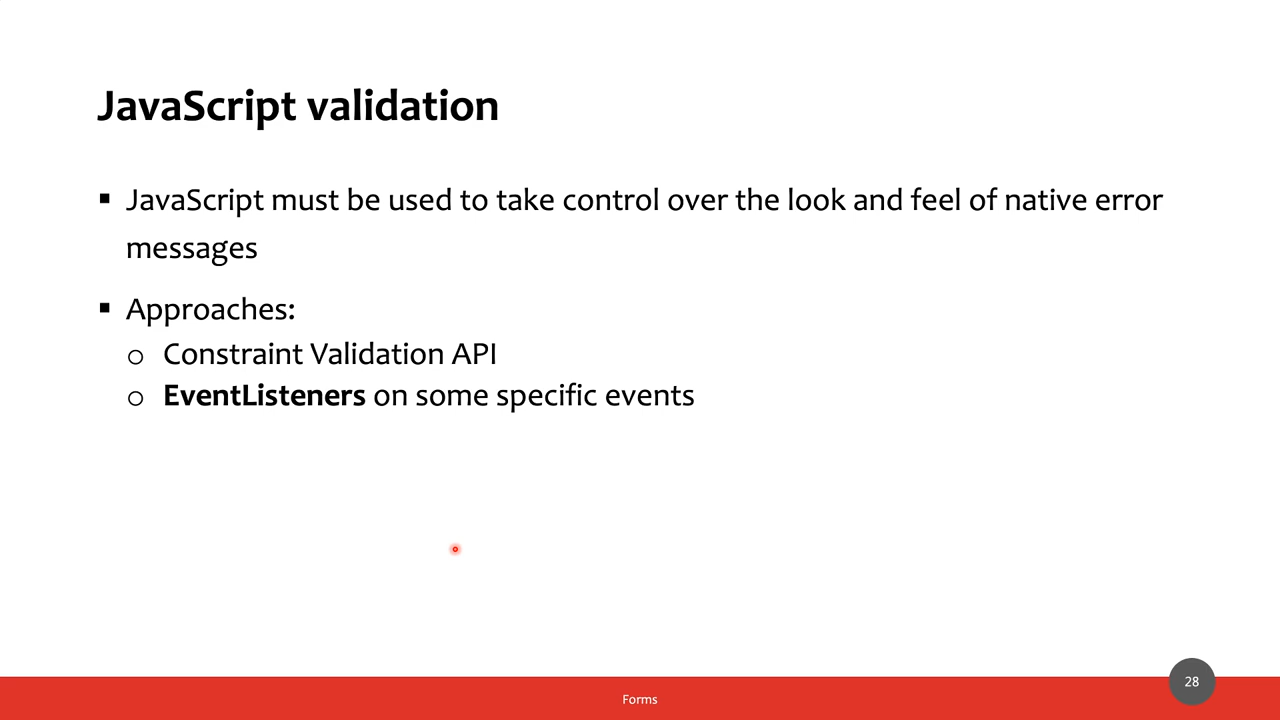 JavaScript validation
▪ JavaScript must be used to take control over the look and feel of native error
messages
▪ Approaches:
o Constraint Validation API
o EventListeners on some specific events
28
Forms